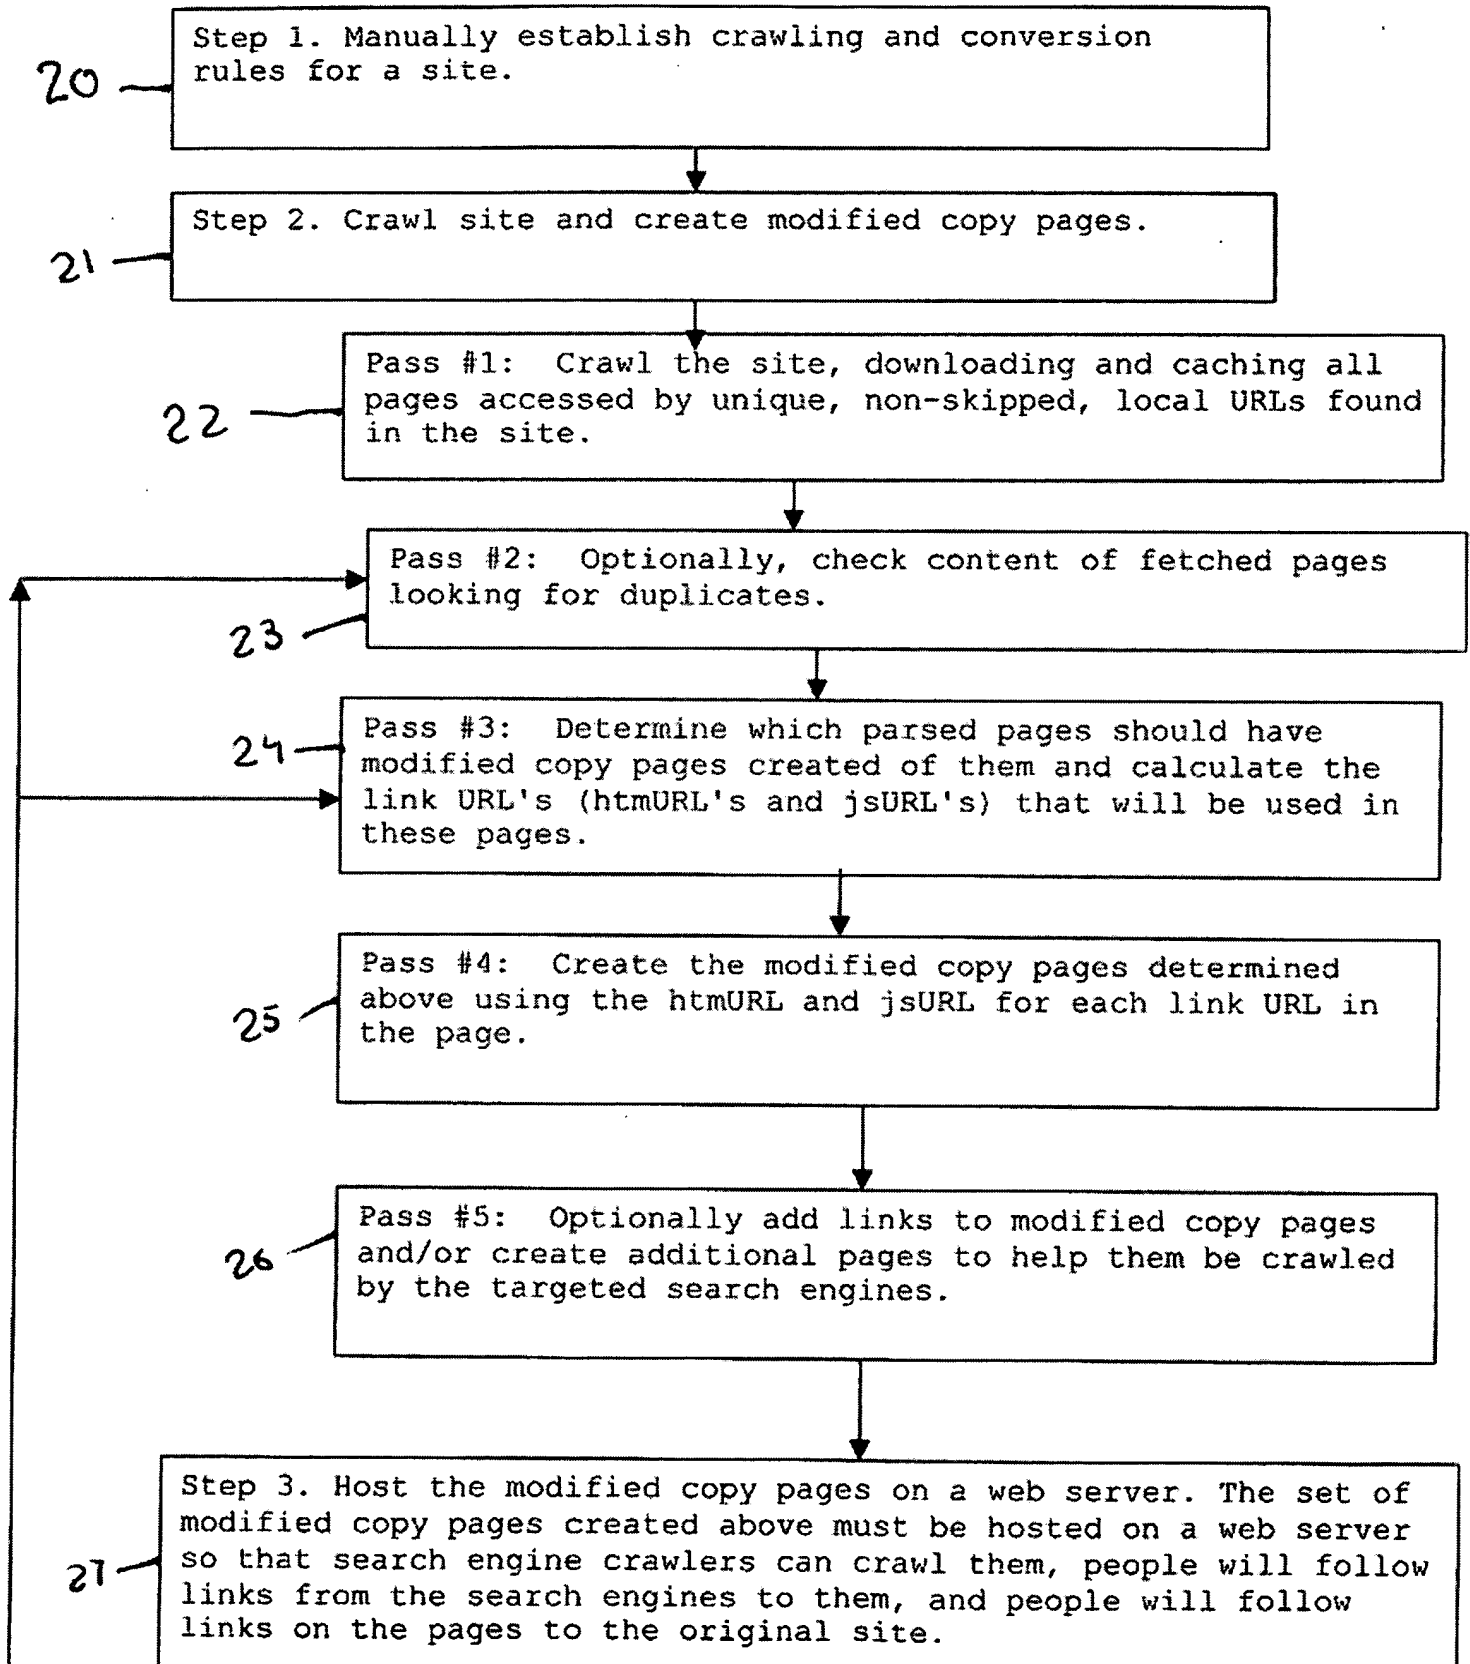 Step 1. Manually establish crawling and conversion
rules for a site.
20
Step 2. Crawl site and create modified copy pages.
21
Pass #1:  Crawl the site, downloading and caching all
pages accessed by unique, non-skipped, local URLs found
in the site.
22
Pass #2:  Optionally, check content of fetched pages
looking for duplicates.
23
Pass #3:  Determine which parsed pages should have
modified copy pages created of them and calculate the
link URL's (htmURL's and jsURL's) that will be used in
these pages.
24
Pass #4:  Create the modified copy pages determined
above using the htmURL and jsURL for each link URL in
the page.
25
Pass #5:  Optionally add links to modified copy pages
and/or create additional pages to help them be crawled
by the targeted search engines.
26
Step 3. Host the modified copy pages on a web server. The set of
modified copy pages created above must be hosted on a web server
so that search engine crawlers can crawl them, people will follow
links from the search engines to them, and people will follow
links on the pages to the original site.
27